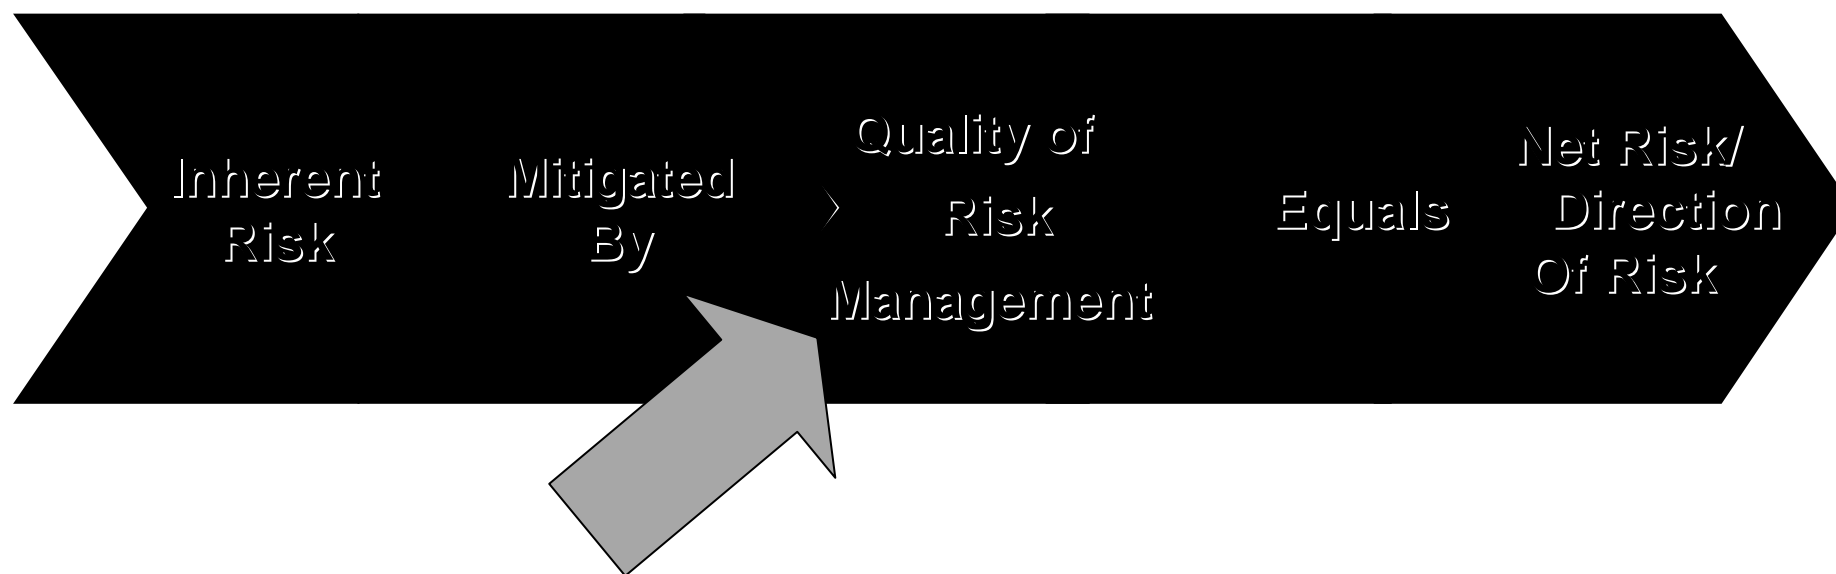 Inherent
Risk
Mitigated
By
Quality of
Risk
Management
Equals
Net Risk/
Direction
Of Risk